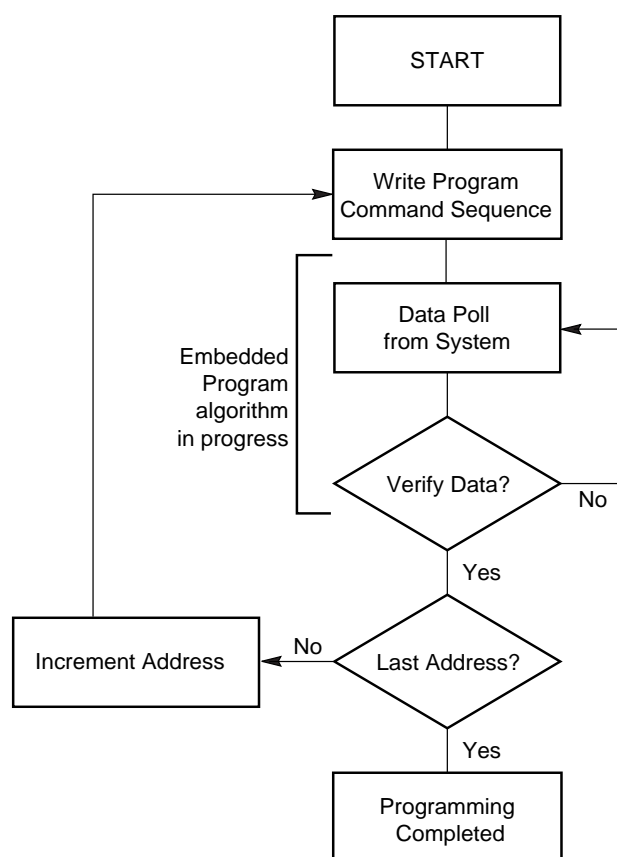 START
Write Program
Command Sequence
Data Poll
from System
Embedded
Program
algorithm
in progress
Verify Data?
No
Yes
Increment Address
No
Last Address?
Yes
Programming
Completed